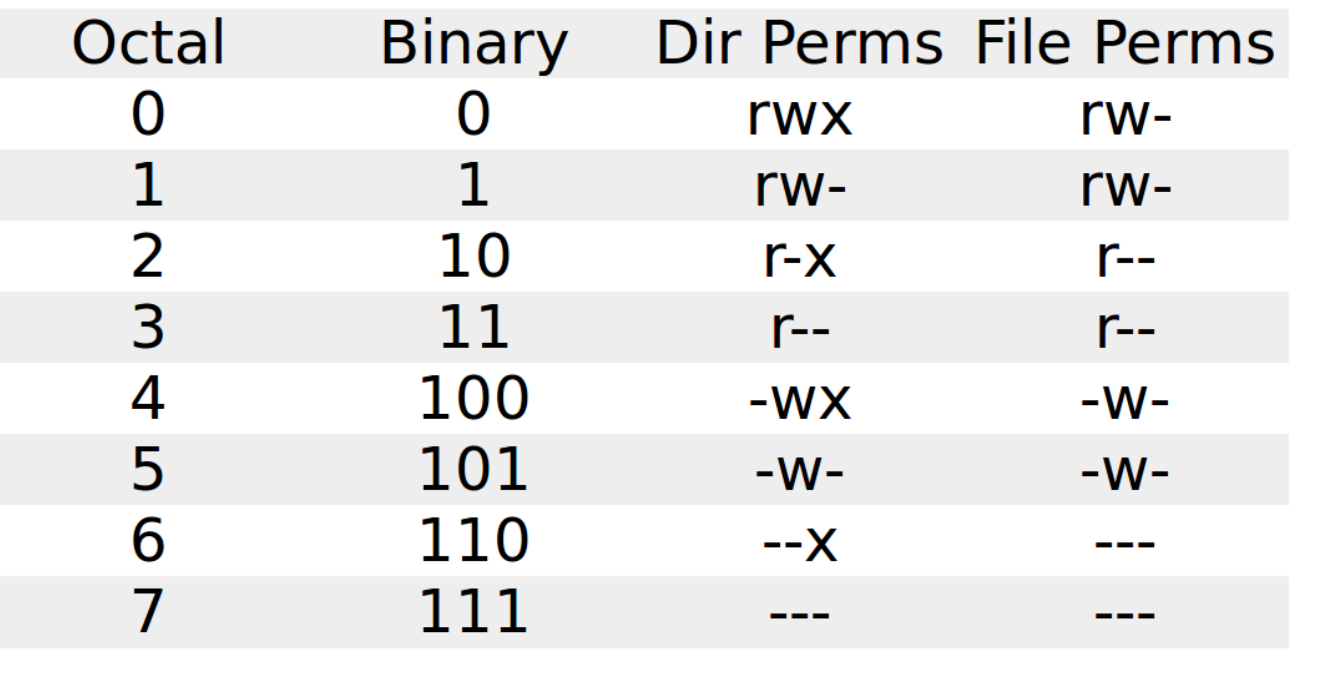 Octal Binary Dir Perms File Perms
0 0 rwx rw-
1 1 rw- rw-
2 10 r-x r--
3 11 r-- r--
4 100 -wx -w-
5 101 -w- -w-
6 110 --x ---
7 111 --- ---